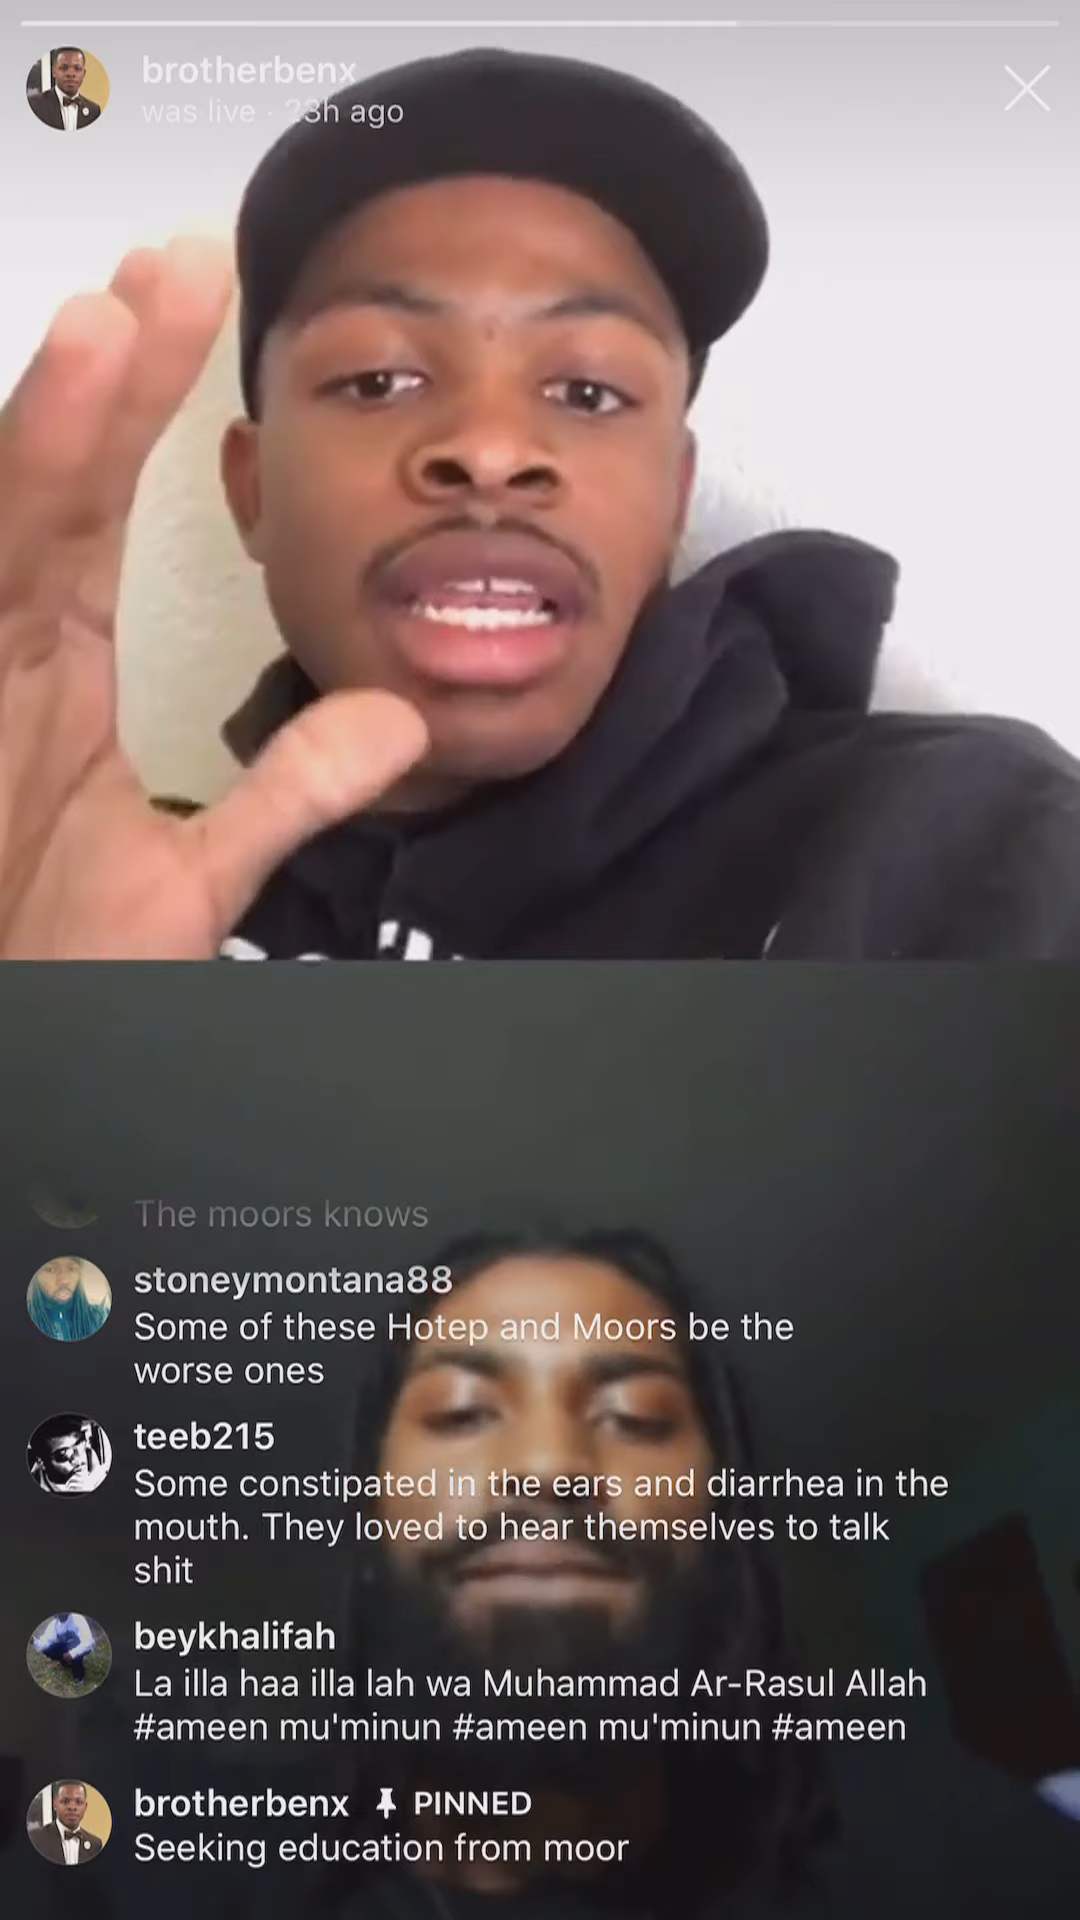 brotherbenx
was live · 23h ago
The moors knows
stoneymontana88
Some of these Hotep and Moors be the
worse ones
teeb215
Some constipated in the ears and diarrhea in the
mouth. They loved to hear themselves to talk
shit
beykhalifah
La illa haa illa lah wa Muhammad Ar-Rasul Allah
#ameen mu'minun #ameen mu'minun #ameen
brotherbenx PINNED
Seeking education from moor